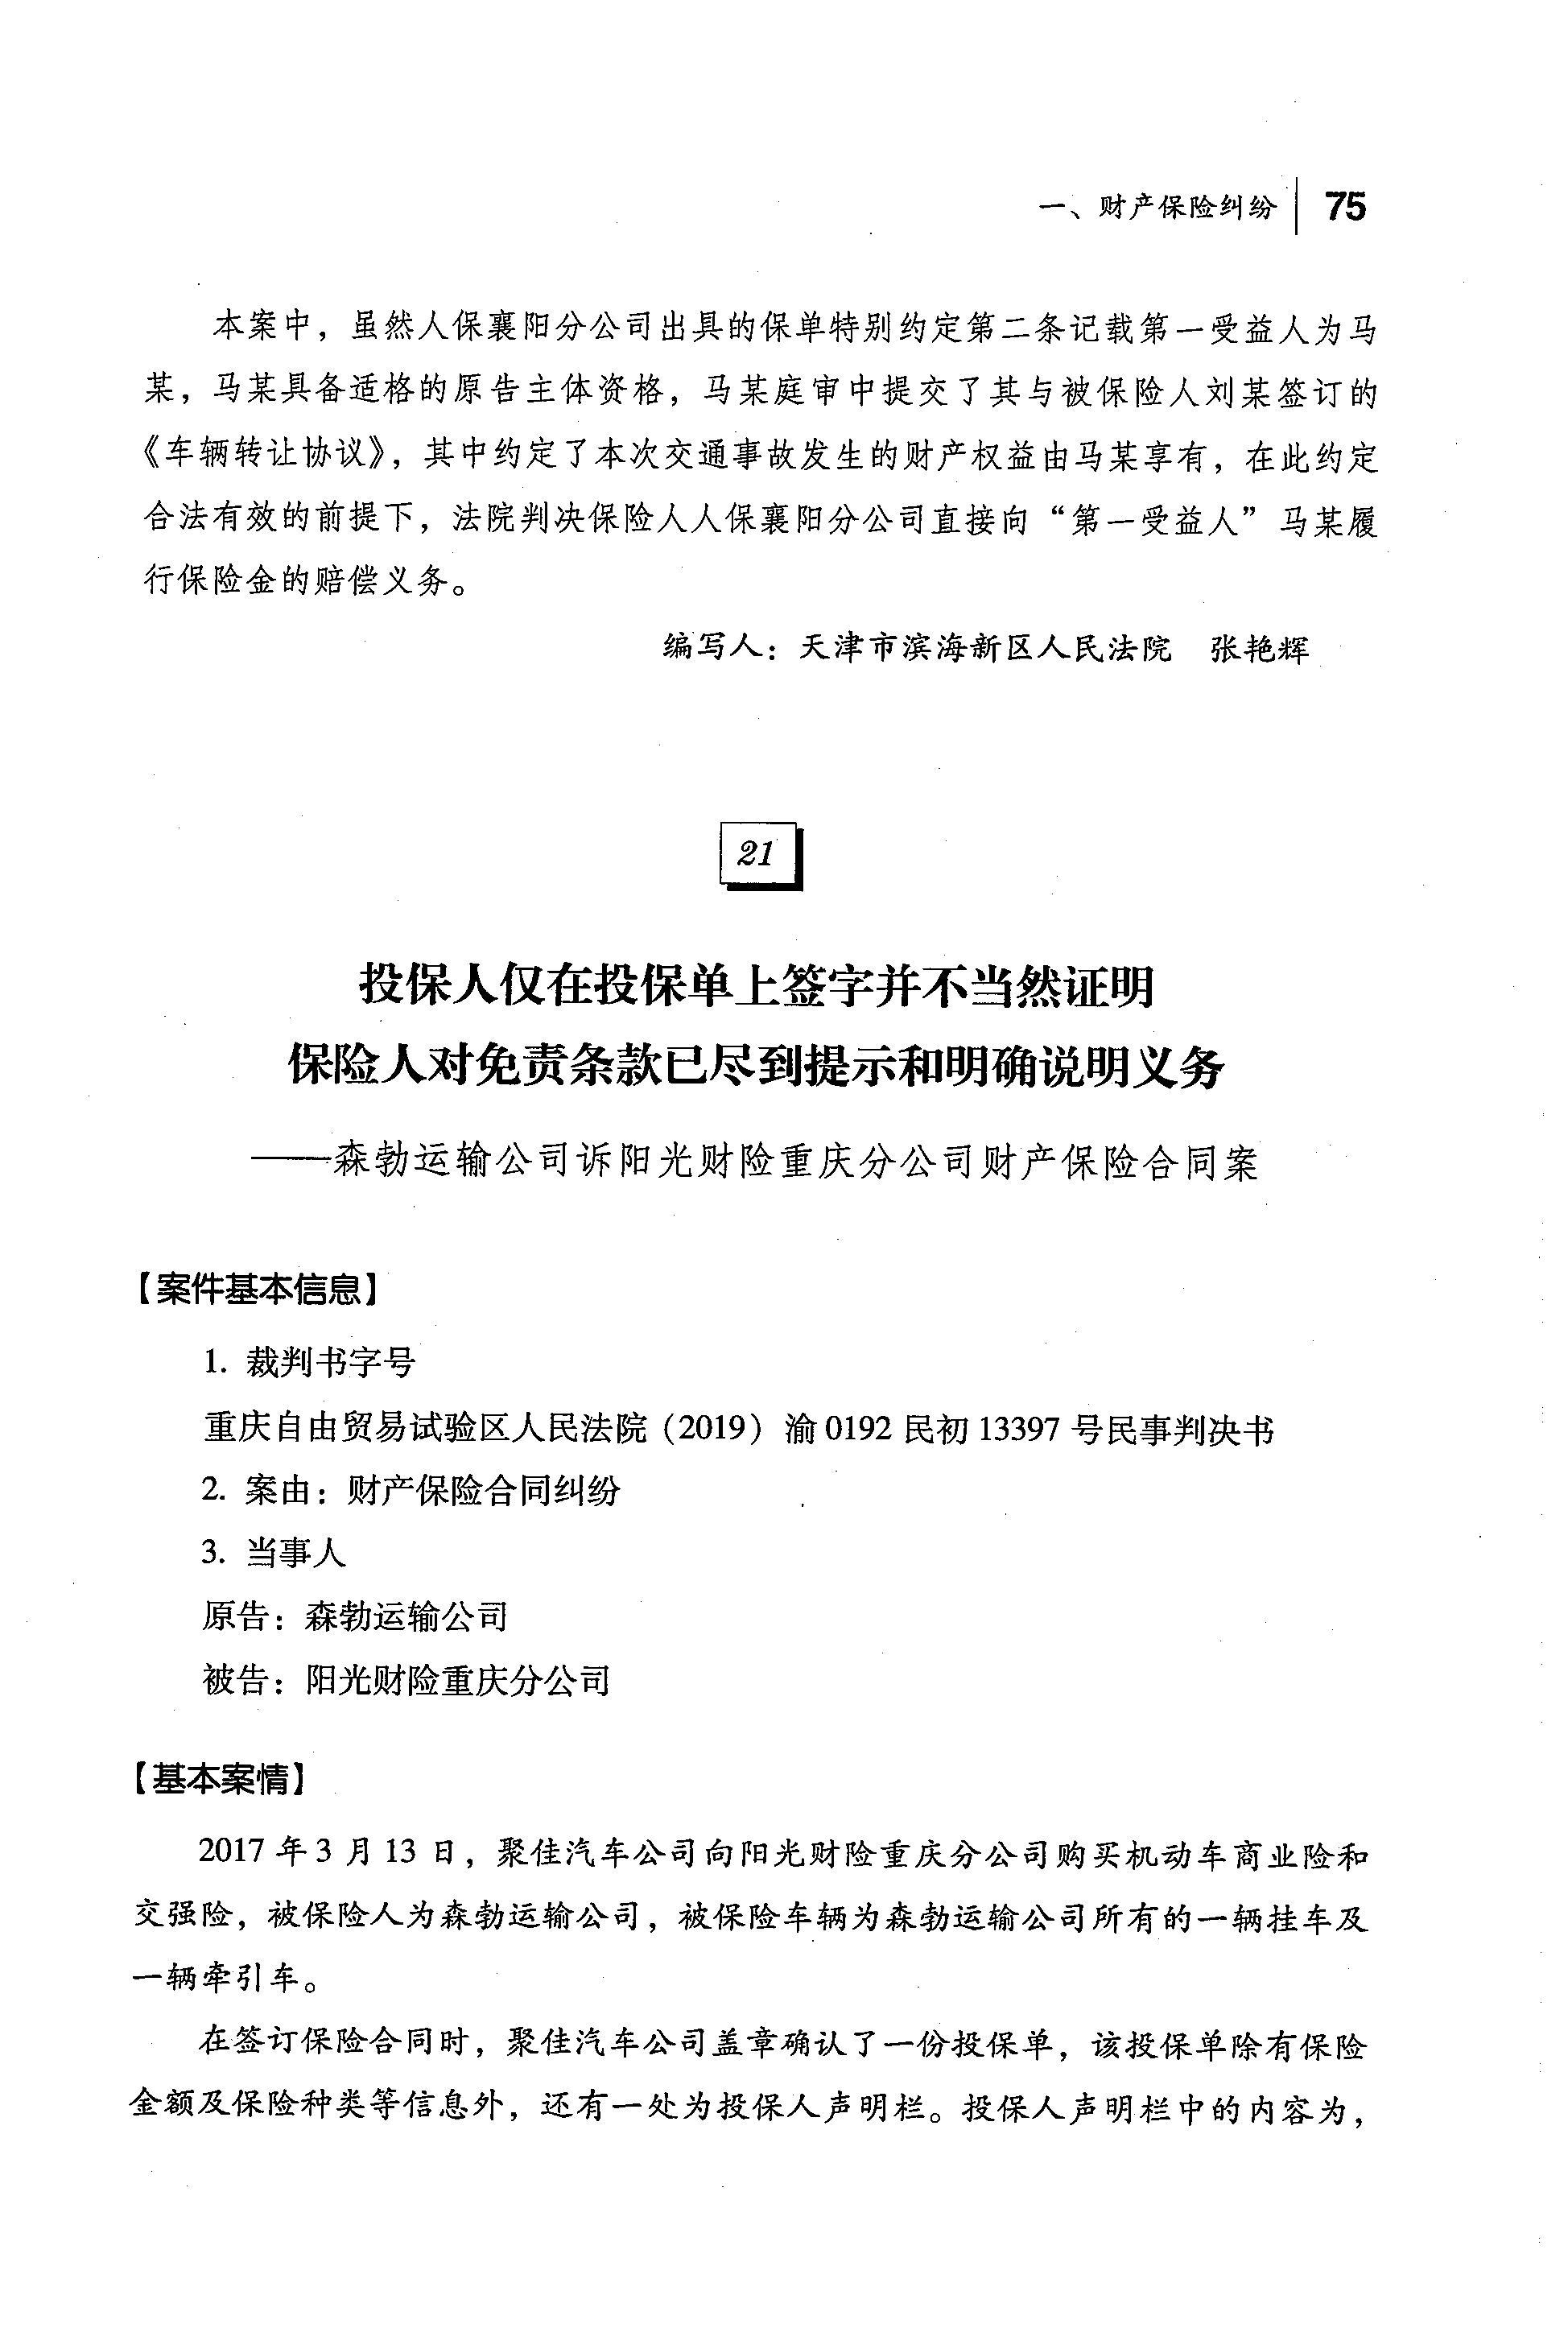 一、财产保险纠纷 75
本案中，虽然人保襄阳分公司出具的保单特别约定第二条记载第一受益人为马
某，马某具备适格的原告主体资格，马某庭审中提交了其与被保险人刘某签订的
《车辆转让协议》，其中约定了本次交通事故发生的财产权益由马某享有，在此约定
合法有效的前提下，法院判决保险人人保襄阳分公司直接向“第一受益人”马某履
行保险金的赔偿义务。
编写人：天津市滨海新区人民法院 张艳辉
21
投保人仅在投保单上签字并不当然证明
保险人对免责条款已尽到提示和明确说明义务
——森勃运输公司诉阳光财险重庆分公司财产保险合同案
【案件基本信息】
1. 裁判书字号
重庆自由贸易试验区人民法院（2019）渝0192民初13397号民事判决书
2. 案由：财产保险合同纠纷
3. 当事人
原告：森勃运输公司
被告：阳光财险重庆分公司
【基本案情】
2017年3月13日，聚佳汽车公司向阳光财险重庆分公司购买机动车商业险和
交强险，被保险人为森勃运输公司，被保险车辆为森勃运输公司所有的一辆挂车及
一辆牵引车。
在签订保险合同时，聚佳汽车公司盖章确认了一份投保单，该投保单除有保险
金额及保险种类等信息外，还有一处为投保人声明栏。投保人声明栏中的内容为，